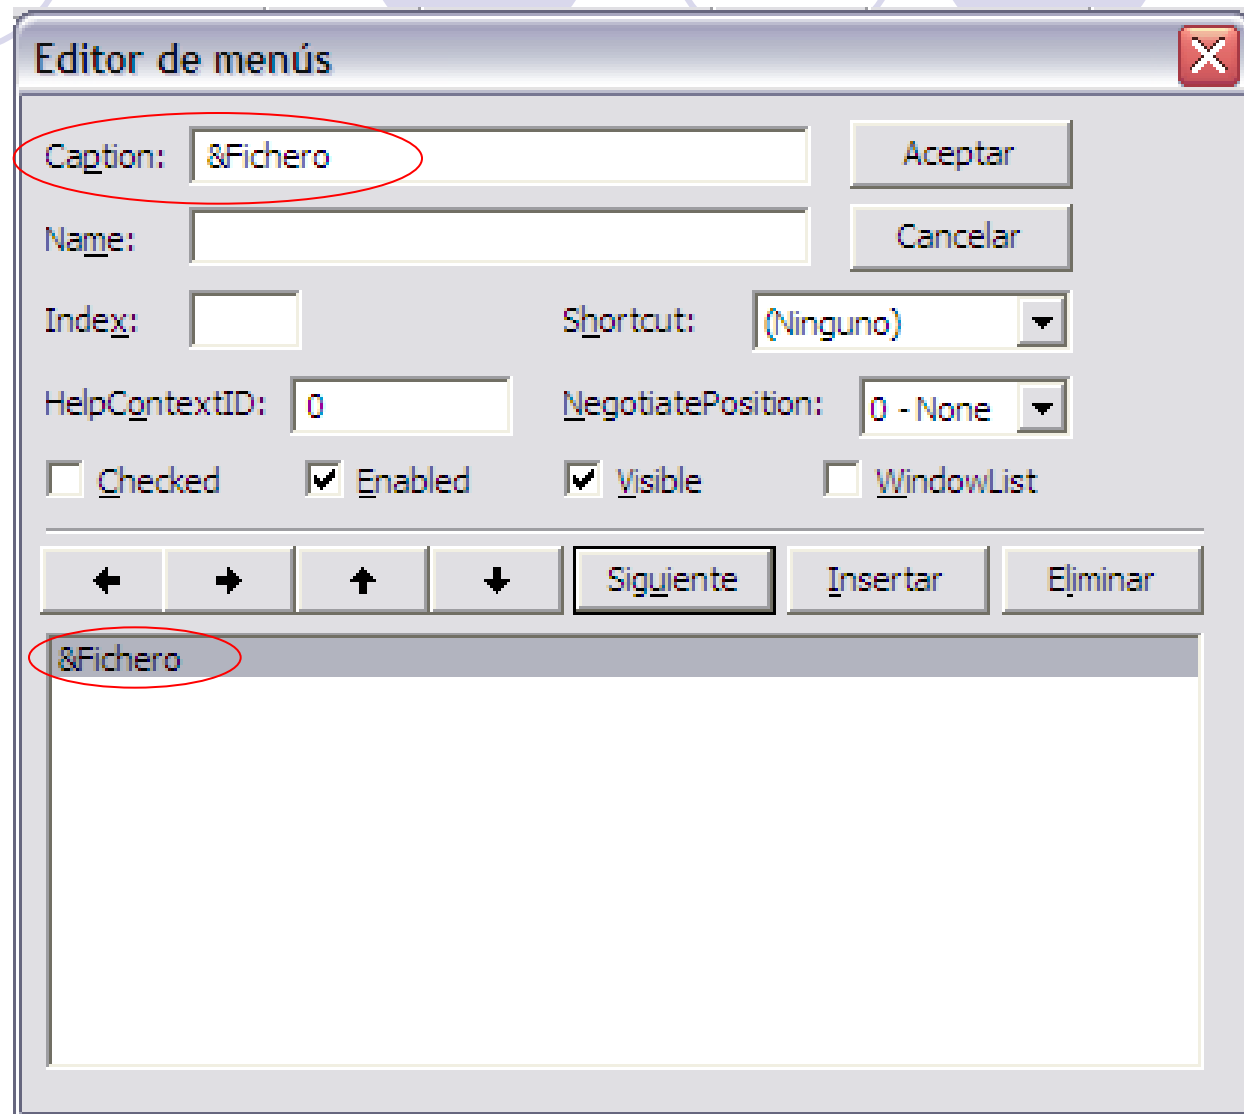 Editor de menús
Caption: &Fichero Aceptar
Name: Cancelar
Index: Shortcut: (Ninguno)
HelpContextID: 0 NegotiatePosition: 0 - None
Checked Enabled Visible WindowList
Siguiente Insertar Eliminar
&Fichero